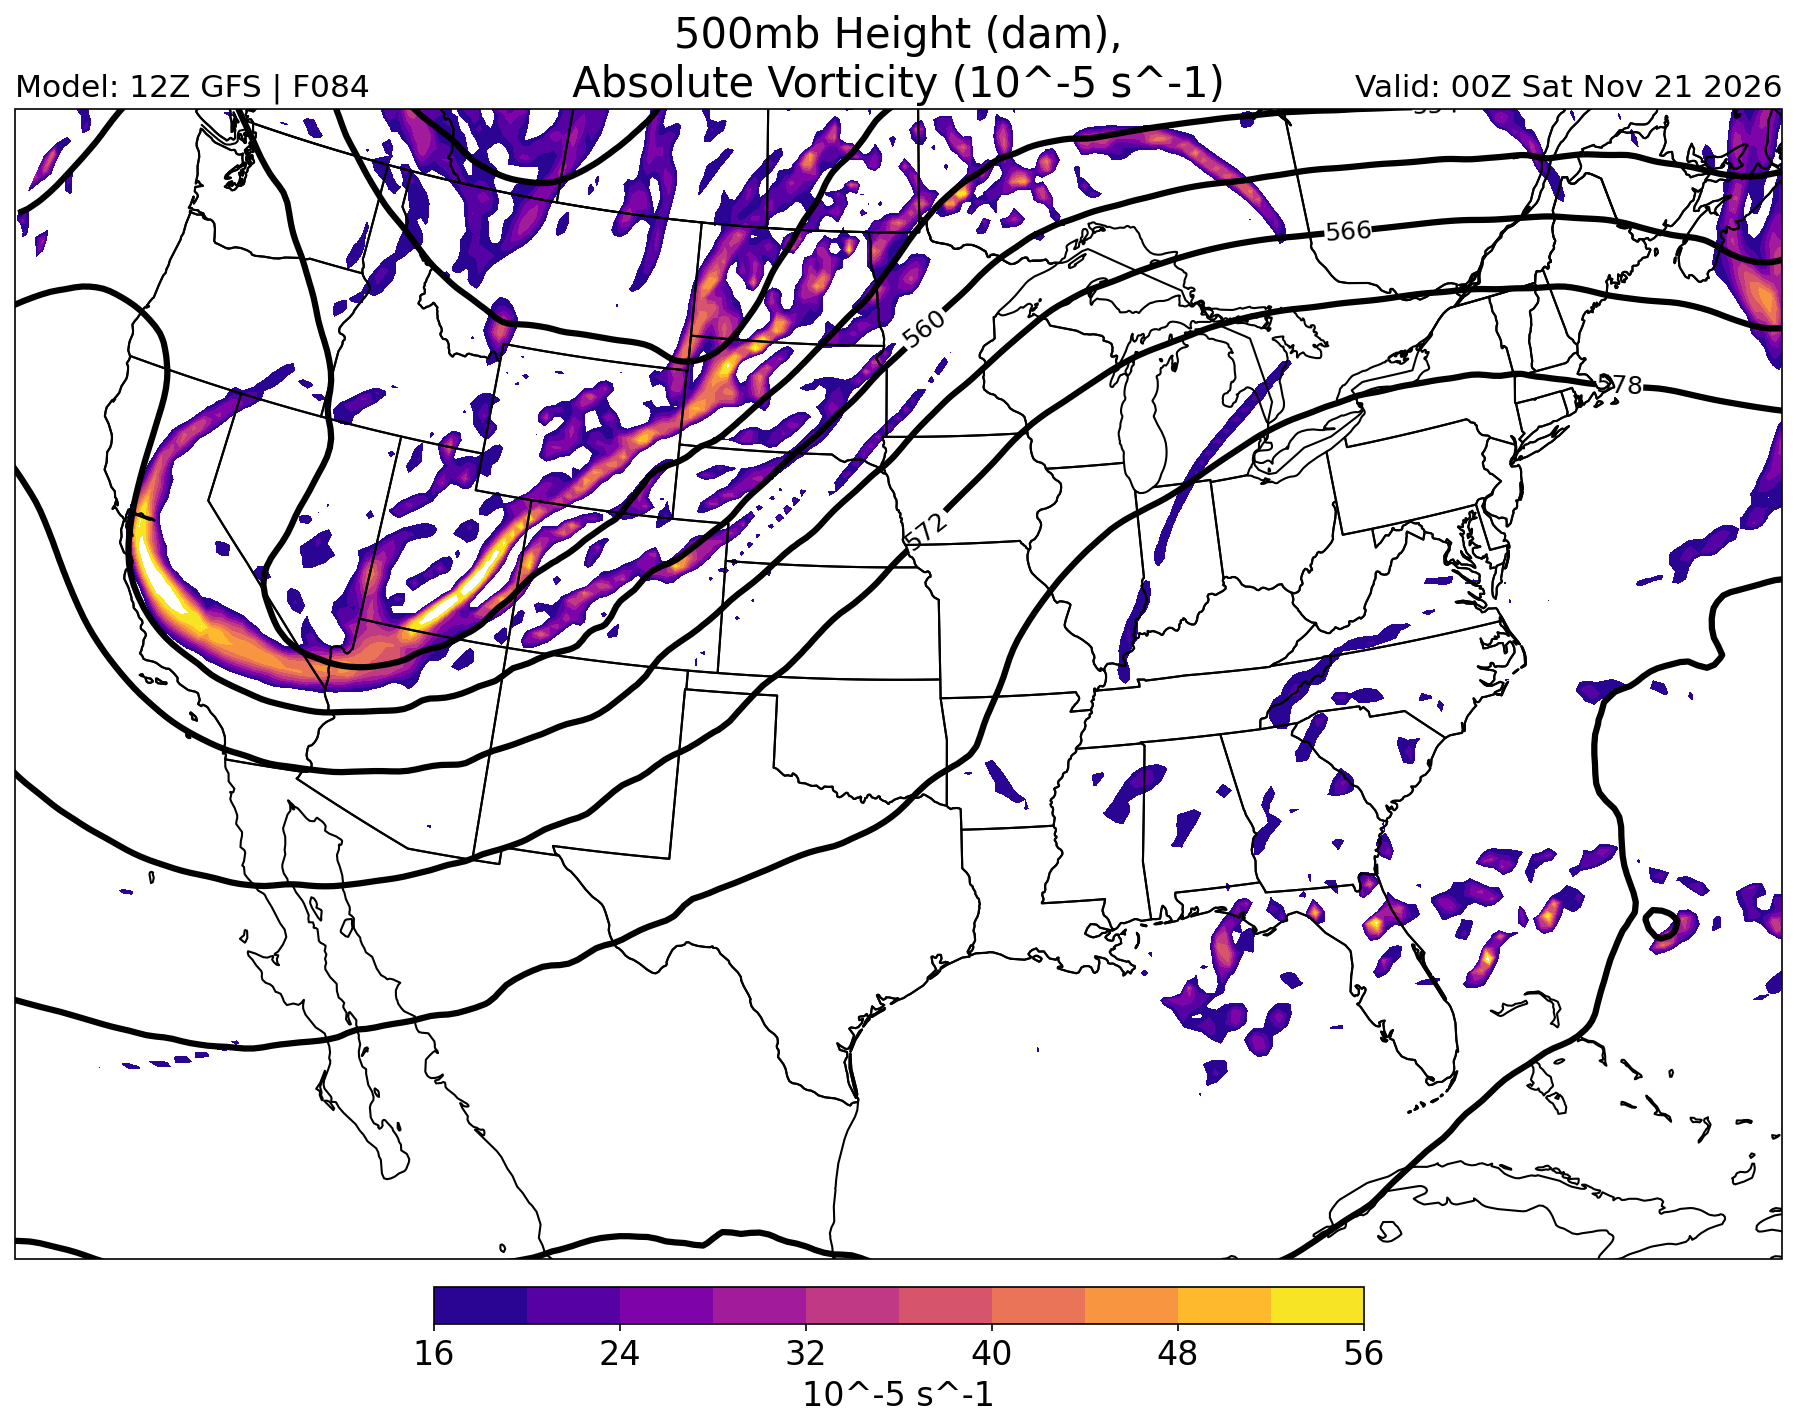 500mb Height (dam),
Model: 12Z GFS | F084
Absolute Vorticity (10^-5 s^-1)
Valid: 00Z Sat Nov 21 2026
566
560
578
572
16 24 32 40 48 56
10^-5 s^-1